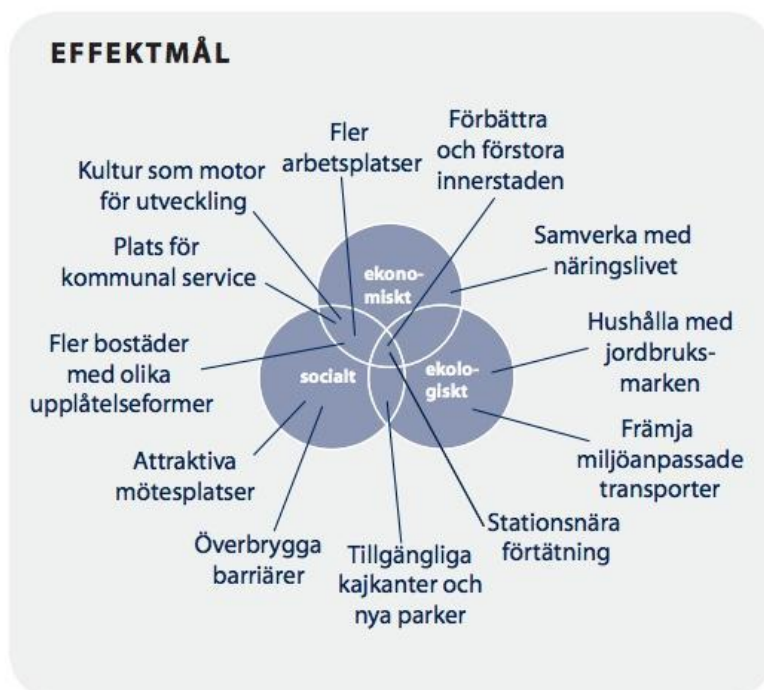 EFFEKTMÅL
Fler
arbetsplatser
Förbättra
och förstora
innerstaden
Kultur som motor
för utveckling
Samverka med
näringslivet
Plats för
kommunal service
ekono-
miskt
Hushålla med
jordbruks-
marken
Fler bostäder
med olika
upplåtelseformer
socialt
ekolo-
giskt
Främja
miljöanpassade
transporter
Attraktiva
mötesplatser
Stationsnära
förtätning
Överbrygga
barriärer
Tillgängliga
kajkanter och
nya parker